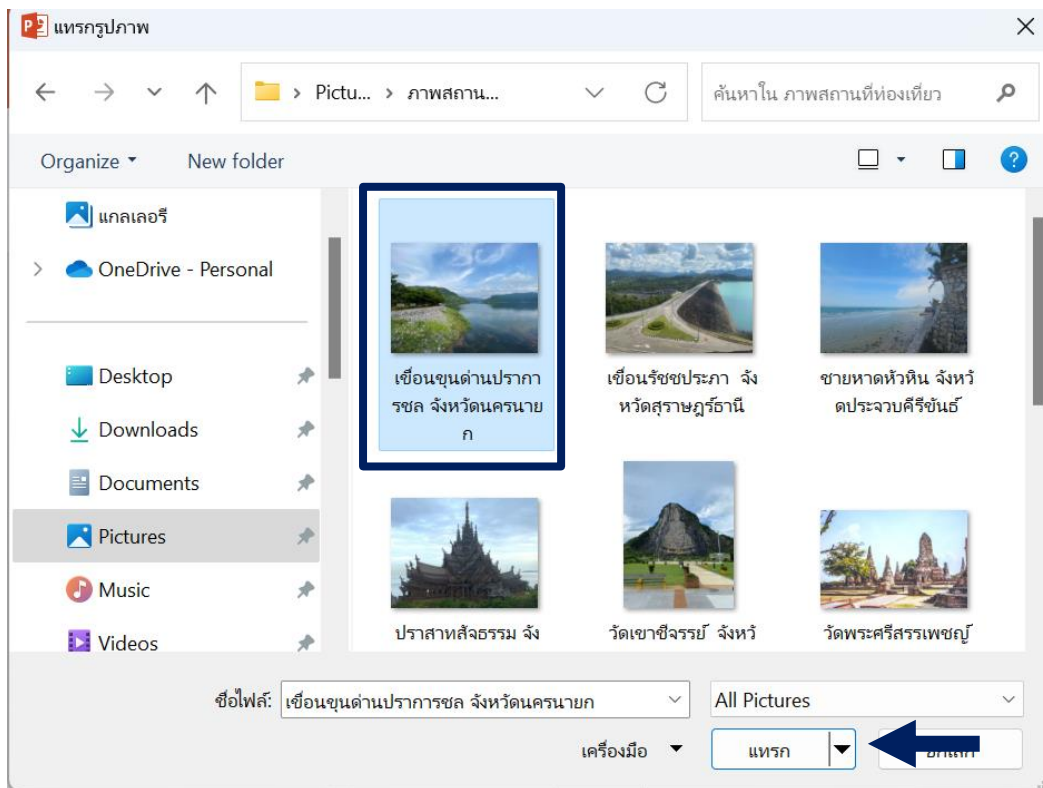 แทรกรูปภาพ
Pictu... > ภาพสถาน...
ค้นหาใน ภาพสถานที่ท่องเที่ยว
Organize
New folder
แกลเลอรี
OneDrive - Personal
Desktop
Downloads
Documents
Pictures
Music
Videos
เขื่อนขุนด่านปรากา
รชล จังหวัดนครนาย
ก
เขื่อนรัชชประภา จัง
หวัดสุราษฎร์ธานี
ชายหาดหัวหิน จังหวั
ดประจวบคีรีขันธ์
ปราสาทสัจธรรม จัง
วัดเขาชีจรรย์ จังหวั
วัดพระศรีสรรเพชญ์
ชื่อไฟล์:
เขื่อนขุนด่านปราการชล จังหวัดนครนายก
All Pictures
เครื่องมือ
แทรก